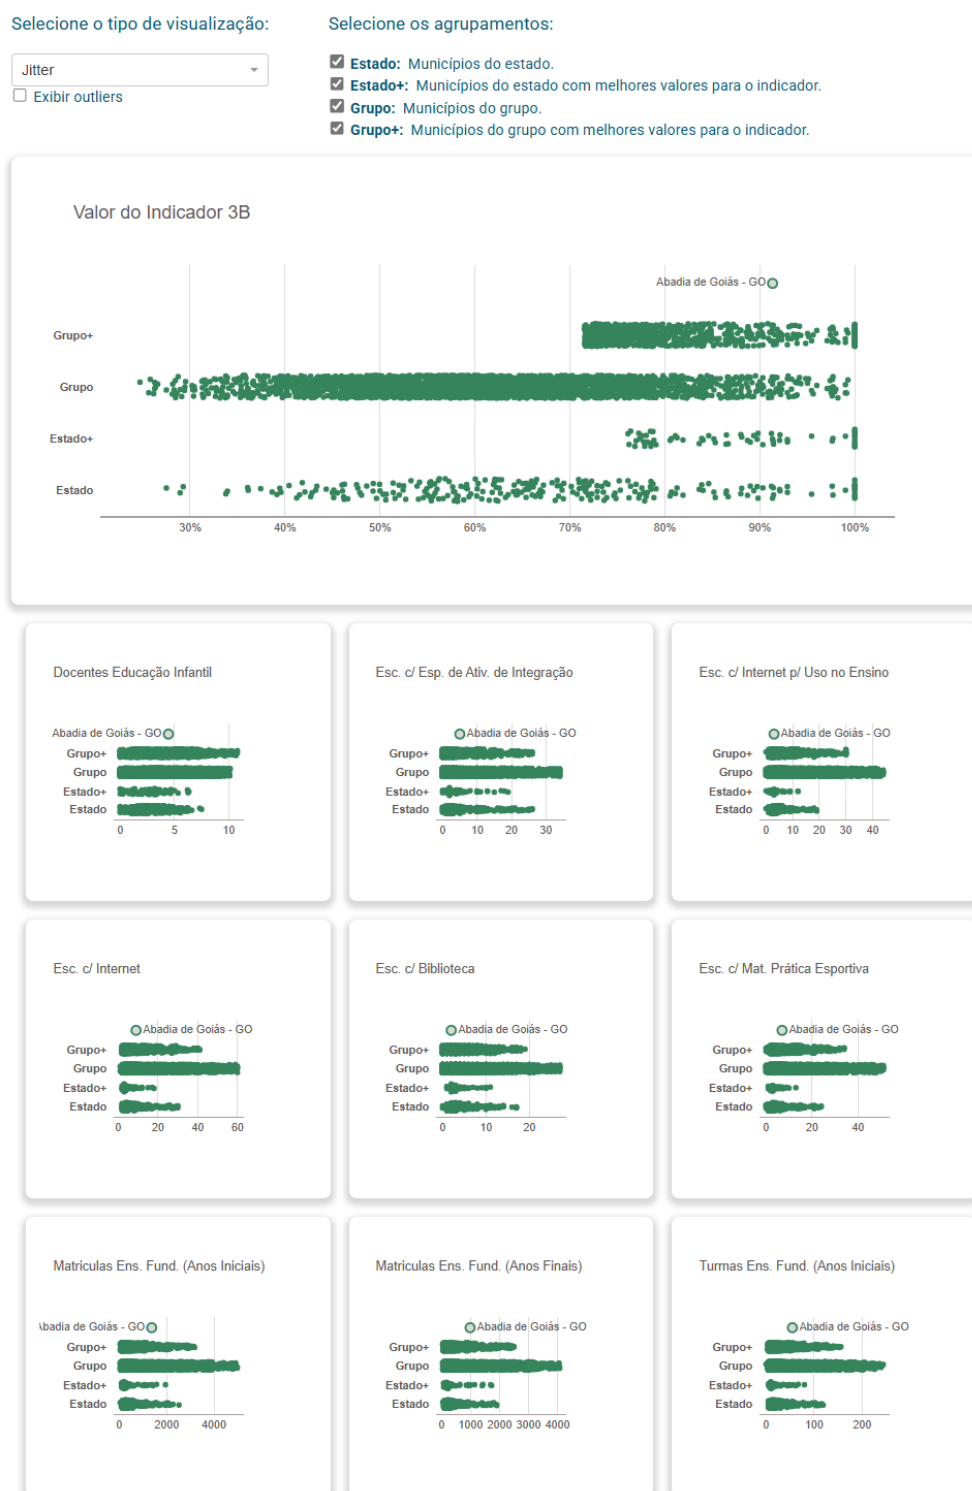 Selecione o tipo de visualização:
Selecione os agrupamentos:
Jitter
Exibir outliers
Estado: Municípios do estado.
Estado+: Municípios do estado com melhores valores para o indicador.
Grupo: Municípios do grupo.
Grupo+: Municípios do grupo com melhores valores para o indicador.
Valor do Indicador 3B
Abadia de Goiás - GO
Grupo+
Grupo
Estado+
Estado
30% 40% 50% 60% 70% 80% 90% 100%
Docentes Educação Infantil
Abadia de Goiás - GO
Grupo+
Grupo
Estado+
Estado
0 5 10
Esc. c/ Esp. de Ativ. de Integração
Abadia de Goiás - GO
Grupo+
Grupo
Estado+
Estado
0 10 20 30
Esc. c/ Internet p/ Uso no Ensino
Abadia de Goiás - GO
Grupo+
Grupo
Estado+
Estado
0 10 20 30 40
Esc. c/ Internet
Abadia de Goiás - GO
Grupo+
Grupo
Estado+
Estado
0 20 40 60
Esc. c/ Biblioteca
Abadia de Goiás - GO
Grupo+
Grupo
Estado+
Estado
0 10 20
Esc. c/ Mat. Prática Esportiva
Abadia de Goiás - GO
Grupo+
Grupo
Estado+
Estado
0 20 40
Matriculas Ens. Fund. (Anos Iniciais)
badia de Goiás - GO
Grupo+
Grupo
Estado+
Estado
0 2000 4000
Matriculas Ens. Fund. (Anos Finais)
Abadia de Goiás - GO
Grupo+
Grupo
Estado+
Estado
0 1000 2000 3000 4000
Turmas Ens. Fund. (Anos Iniciais)
Abadia de Goiás - GO
Grupo+
Grupo
Estado+
Estado
0 100 200